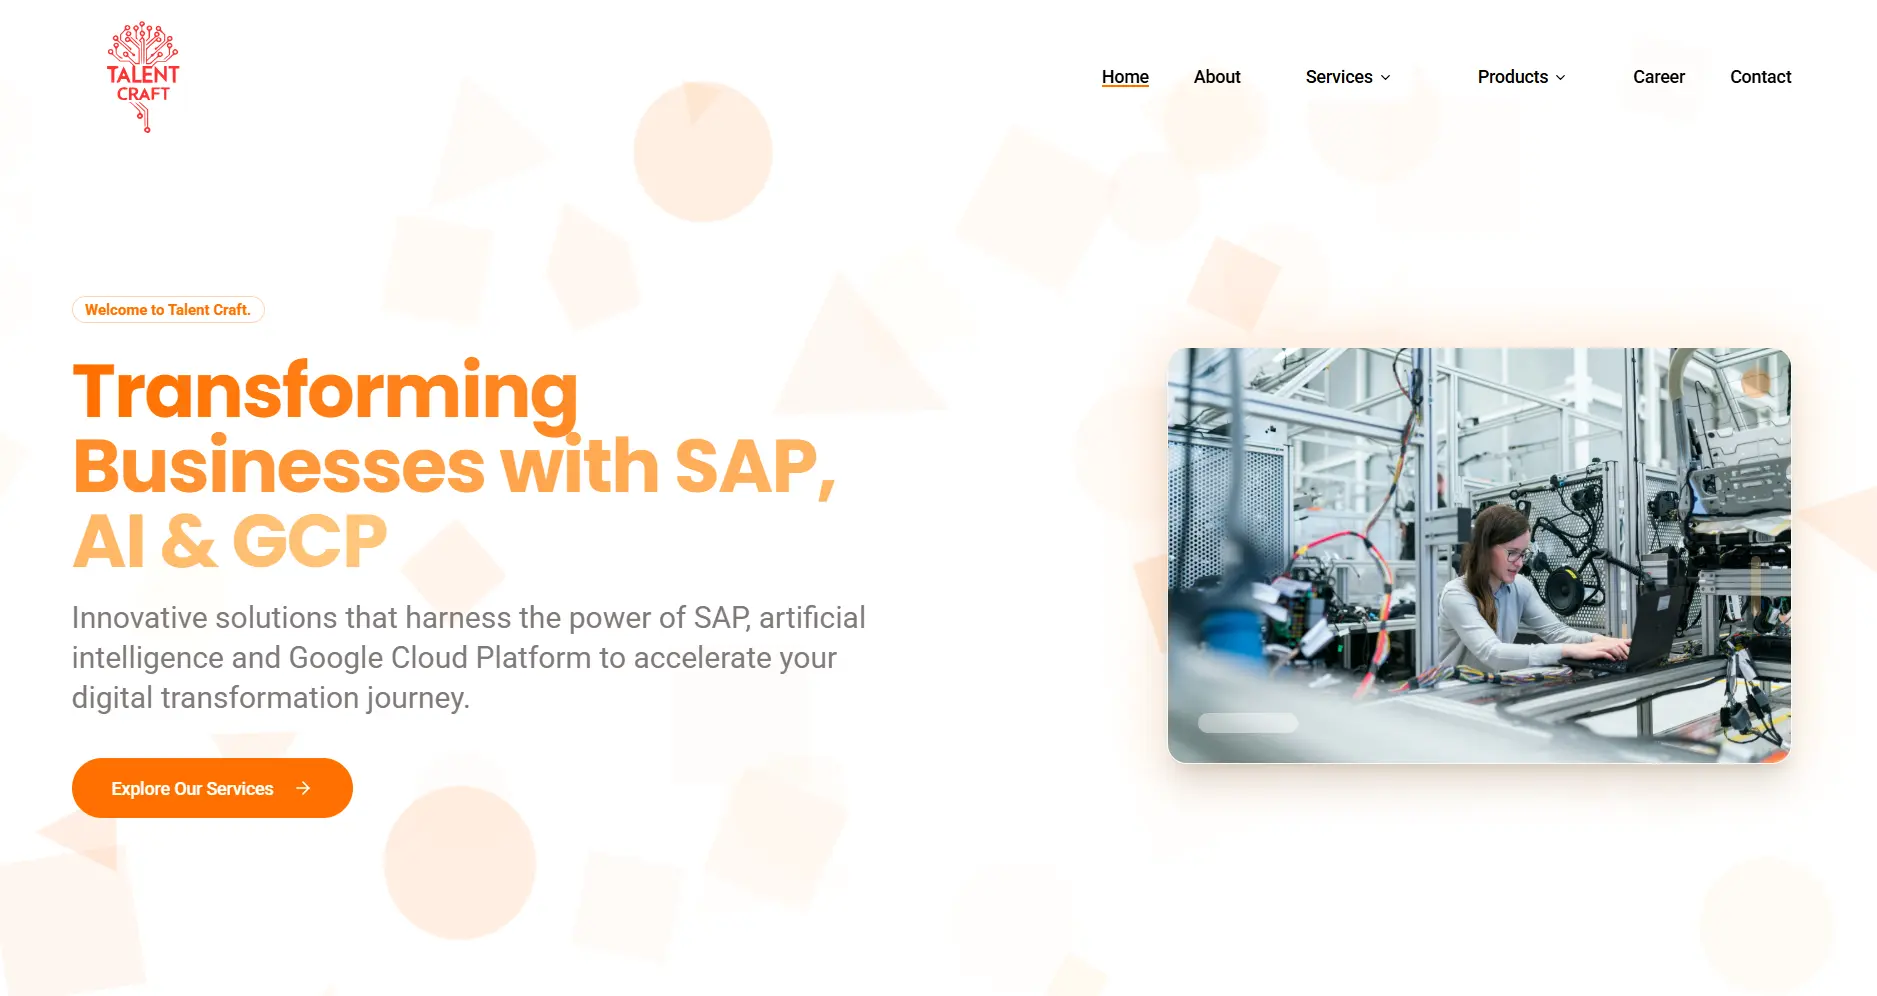 TALENT
CRAFT
Home About Services Products Career Contact
Welcome to Talent Craft.
Transforming
Businesses with SAP,
AI & GCP
Innovative solutions that harness the power of SAP, artificial
intelligence and Google Cloud Platform to accelerate your
digital transformation journey.
Explore Our Services